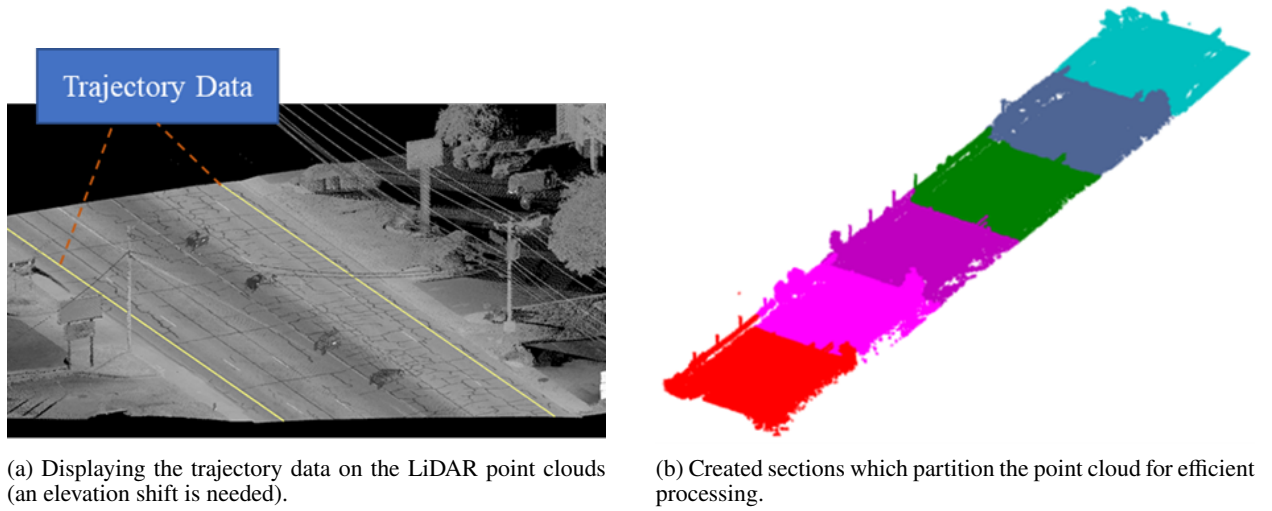 Trajectory Data
(a) Displaying the trajectory data on the LiDAR point clouds
(an elevation shift is needed).
(b) Created sections which partition the point cloud for efficient
processing.